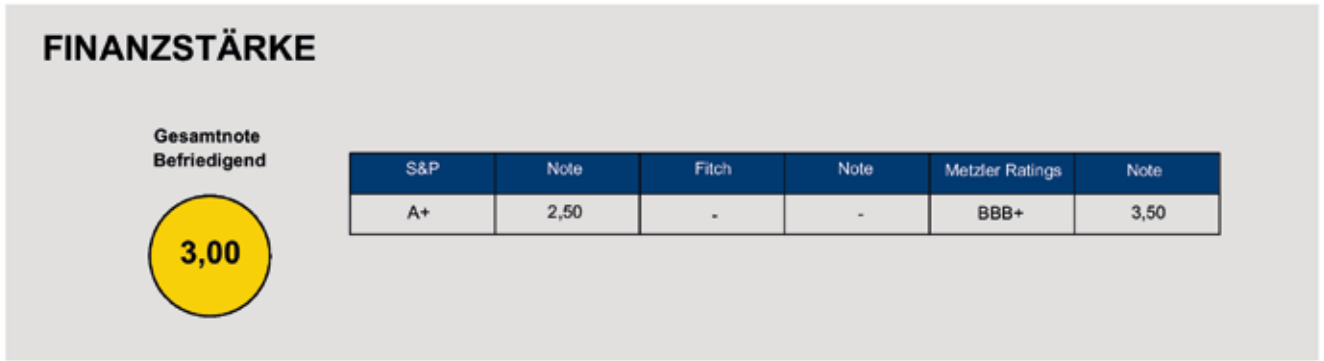 FINANZSTÄRKE
Gesamtnote
Befriedigend
3,00
S&P Note Fitch Note Metzler Ratings Note
A+ 2,50 - - BBB+ 3,50